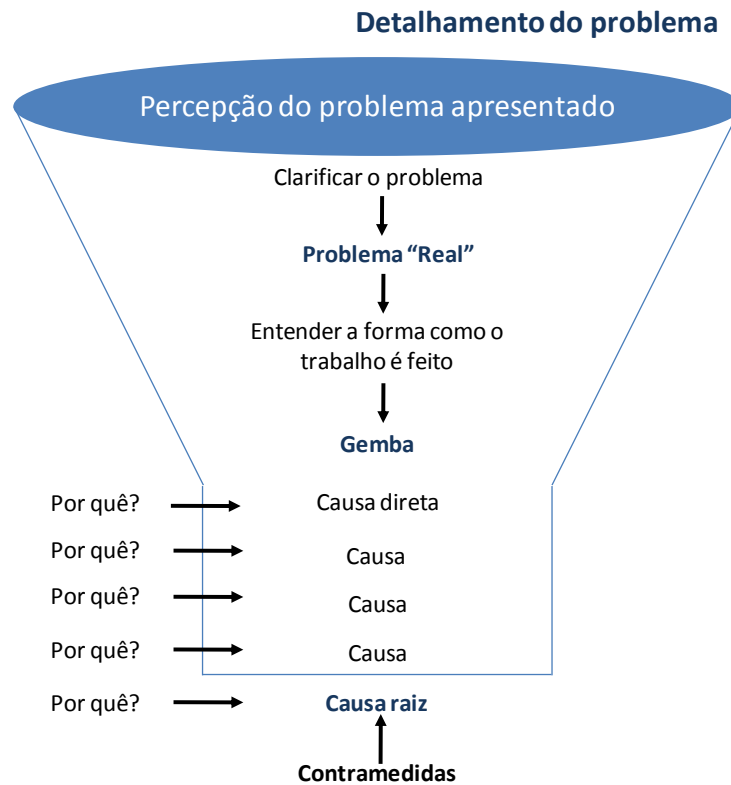 Detalhamento do problema
Percepção do problema apresentado
Clarificar o problema
Problema “Real”
Entender a forma como o
trabalho é feito
Gemba
Por quê?
Causa direta
Por quê?
Causa
Por quê?
Causa
Por quê?
Causa
Por quê?
Causa raiz
Contramedidas